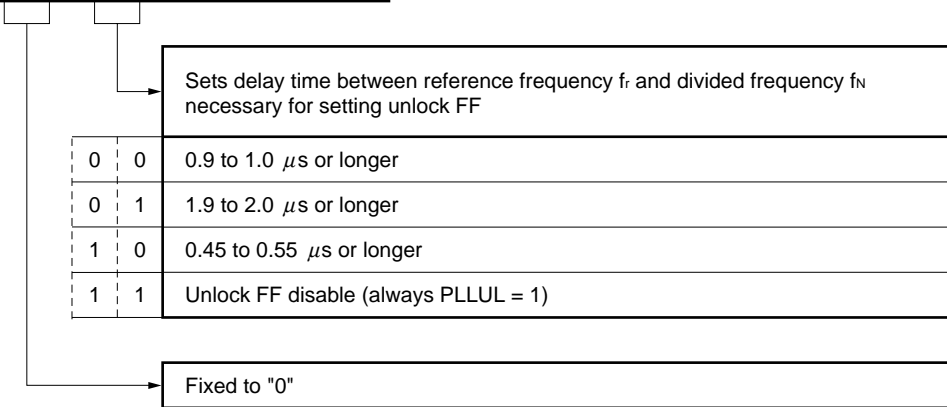 Sets delay time between reference frequency fr and divided frequency fN
necessary for setting unlock FF
0 0 0.9 to 1.0 μs or longer
0 1 1.9 to 2.0 μs or longer
1 0 0.45 to 0.55 μs or longer
1 1 Unlock FF disable (always PLLUL = 1)
Fixed to "0"